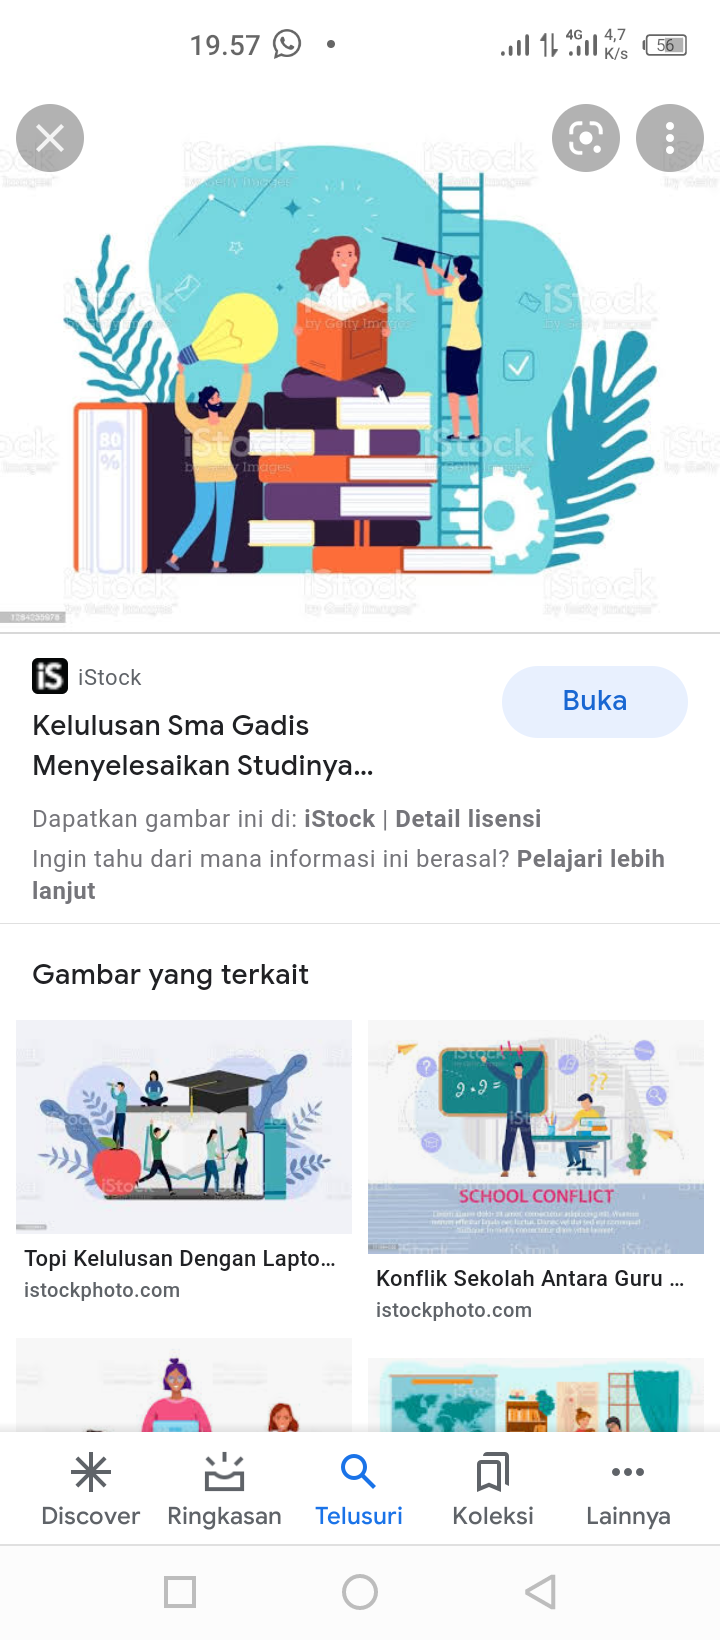 19.57
4G
4,7
K/s
56
iStock
by Getty Images™
80
%
1284235978
iS iStock
Buka
Kelulusan Sma Gadis
Menyelesaikan Studinya...
Dapatkan gambar ini di: iStock | Detail lisensi
Ingin tahu dari mana informasi ini berasal? Pelajari lebih
lanjut
Gambar yang terkait
SCHOOL CONFLICT
Topi Kelulusan Dengan Lapto...
istockphoto.com
Konflik Sekolah Antara Guru ...
istockphoto.com
Discover
Ringkasan
Telusuri
Koleksi
Lainnya